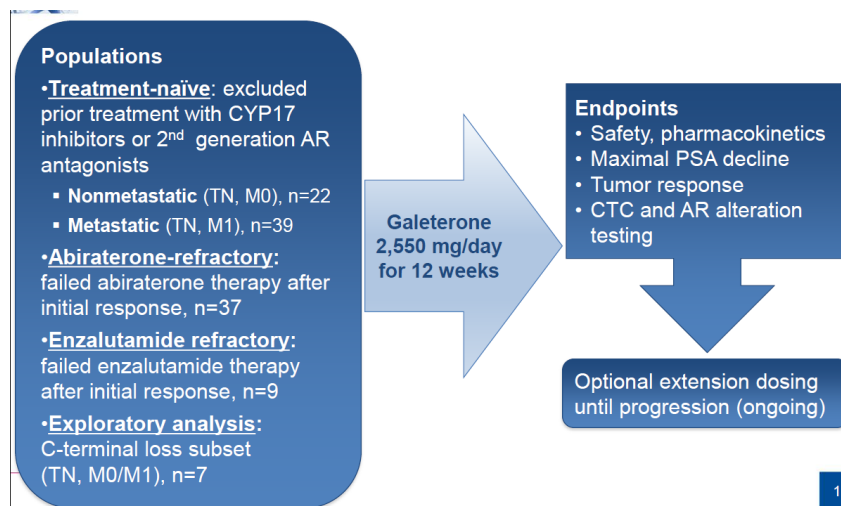 Populations
•Treatment-naïve: excluded
prior treatment with CYP17
inhibitors or 2nd generation AR
antagonists
▪ Nonmetastatic (TN, M0), n=22
▪ Metastatic (TN, M1), n=39
•Abiraterone-refractory:
failed abiraterone therapy after
initial response, n=37
•Enzalutamide refractory:
failed enzalutamide therapy
after initial response, n=9
•Exploratory analysis:
C-terminal loss subset
(TN, M0/M1), n=7
Galeterone
2,550 mg/day
for 12 weeks
Endpoints
• Safety, pharmacokinetics
• Maximal PSA decline
• Tumor response
• CTC and AR alteration
testing
Optional extension dosing
until progression (ongoing)
1